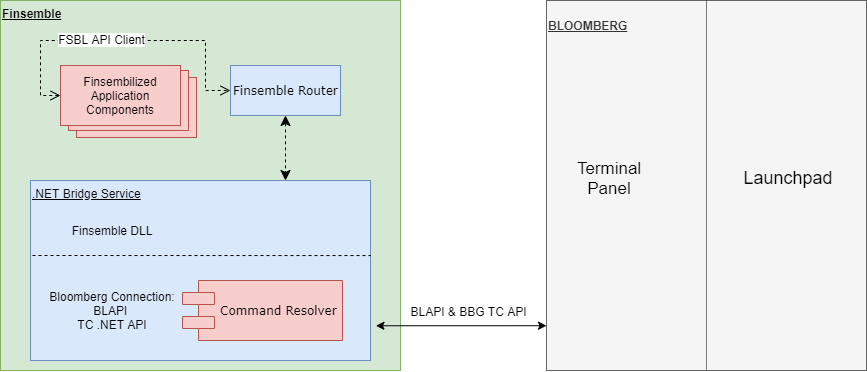 Finsemble
FSBL API Client
Finsembilized
Application
Components
Finsemble Router
.NET Bridge Service
Finsemble DLL
Bloomberg Connection:
BLAPI
TC .NET API
Command Resolver
BLAPI & BBG TC API
BLOOMBERG
Terminal
Panel
Launchpad